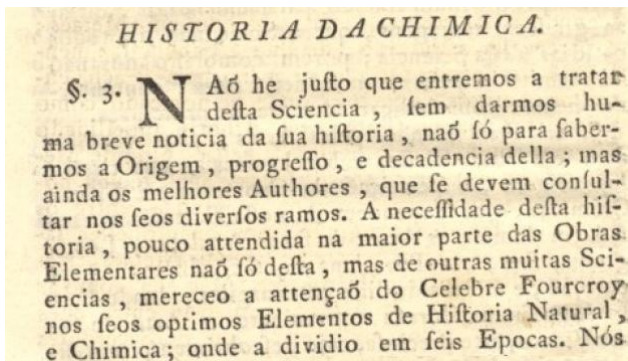 HISTORIA DACHIMICA.
§. 3. NAõ he juſto que entremos a tratar
deſta Sciencia , ſem darmos hu-
ma breve noticia da ſua hiſtoria , naõ ſó para ſaber-
mos a Origem , progreſſo , e decadencia della ; mas
ainda os melhores Authores , que ſe devem conſul-
tar nos ſeos diverſos ramos. A neceſſidade deſta hiſ-
toria , pouco attendida na maior parte das Obras
Elementares naõ ſó deſta , mas de outras muitas Sci-
encias , mereceo a attençaõ do Celebre Fourcroy
nos ſeos optimos Elementos de Hiſtoria Natural ,
e Chimica ; onde a dividio em ſeis Epocas. Nós